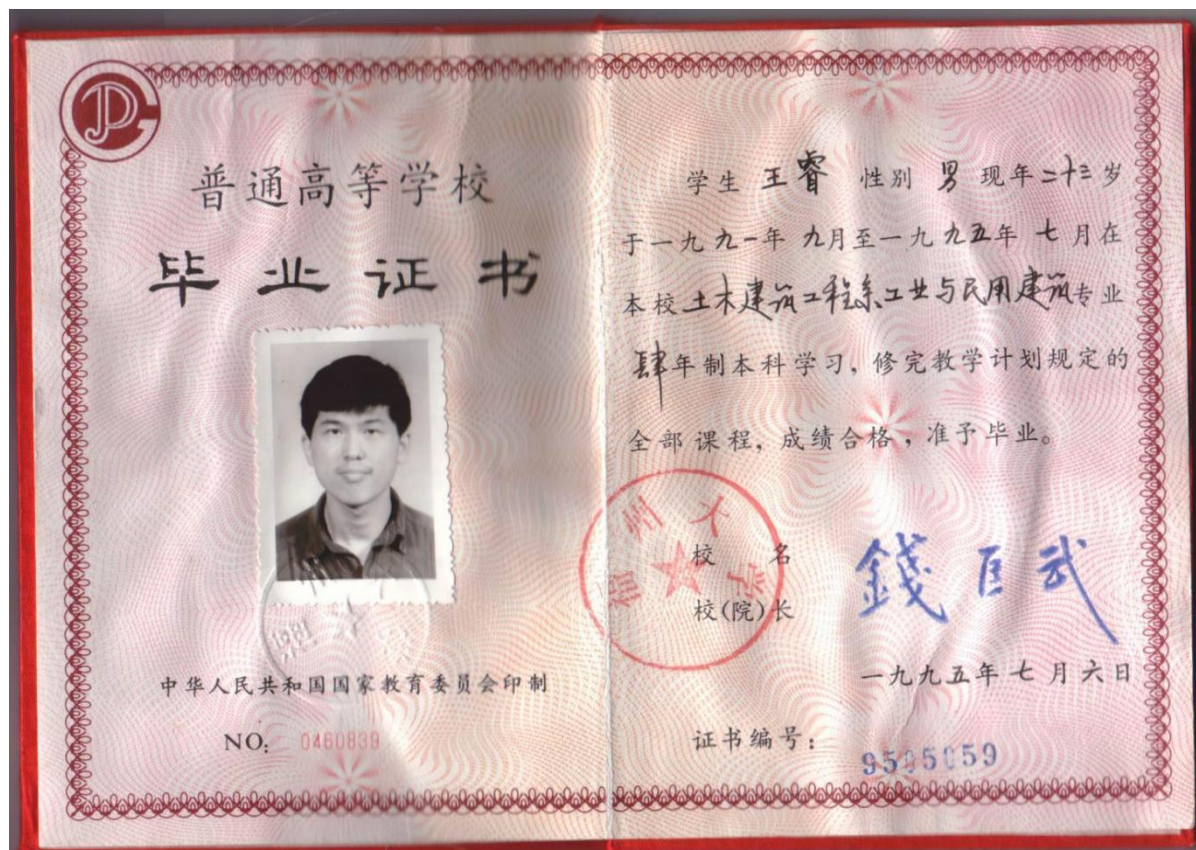 普通高等学校
毕业证书
中华人民共和国国家教育委员会印制
NO: 0460839
学生 王睿 性别 男 现年二十三岁
于一九九一年九月至一九九五年七月在
本校土木建筑工程系工业与民用建筑专业
肆年制本科学习,修完教学计划规定的
全部课程,成绩合格,准予毕业。
校 名
校(院)长 錢匡武
一九九五年七月六日
证书编号:
9505059